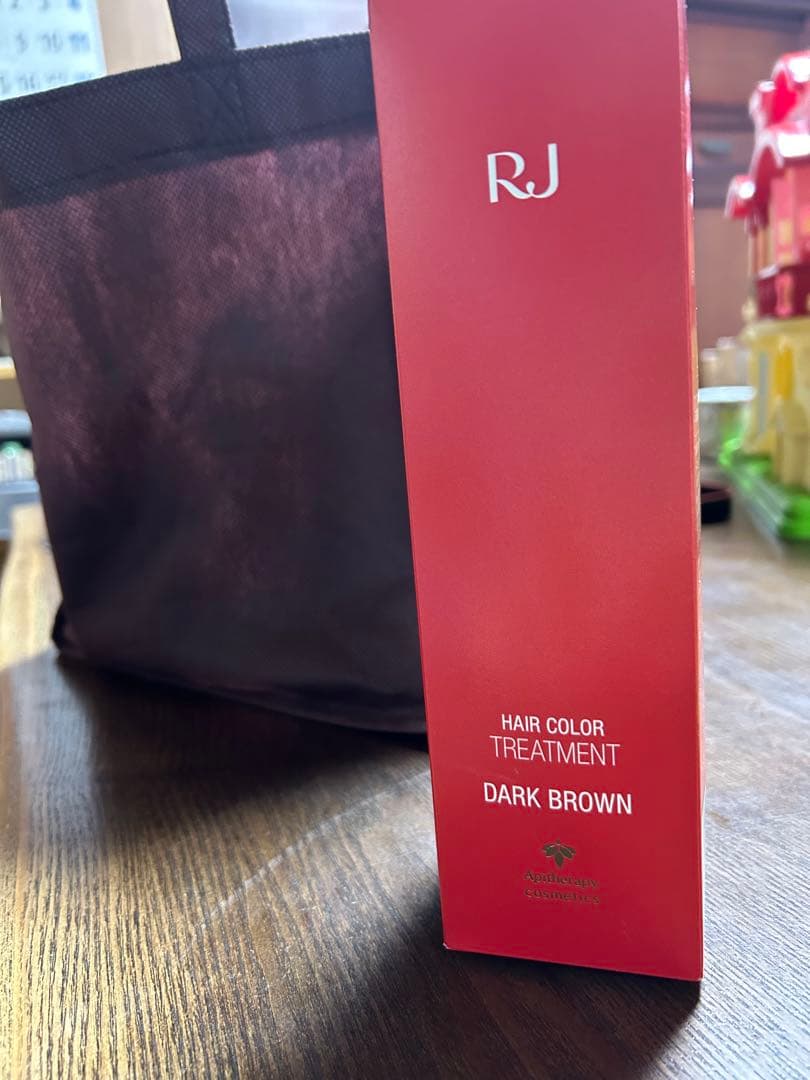 RJ
HAIR COLOR
TREATMENT
DARK BROWN
Apitherapy
cosmetics